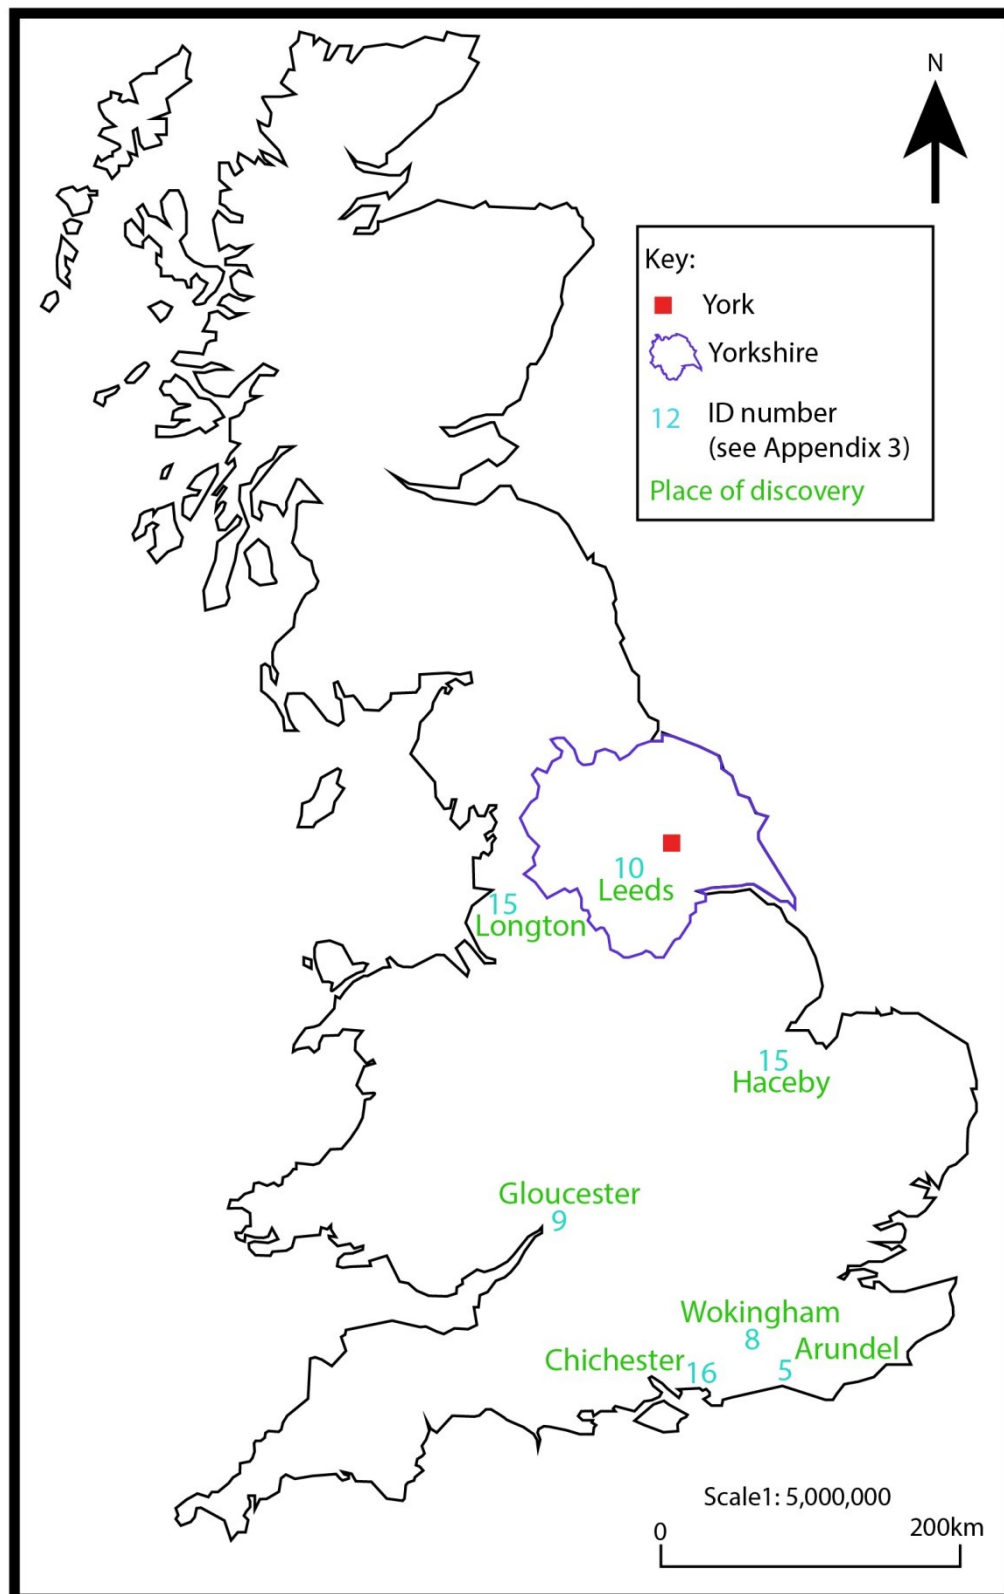 N
Key:
York
Yorkshire
12 ID number
(see Appendix 3)
Place of discovery
10
Leeds
15
Longton
15
Haceby
Gloucester
9
Wokingham
8
Arundel
5
Chichester
16
Scale1: 5,000,000
0 200km